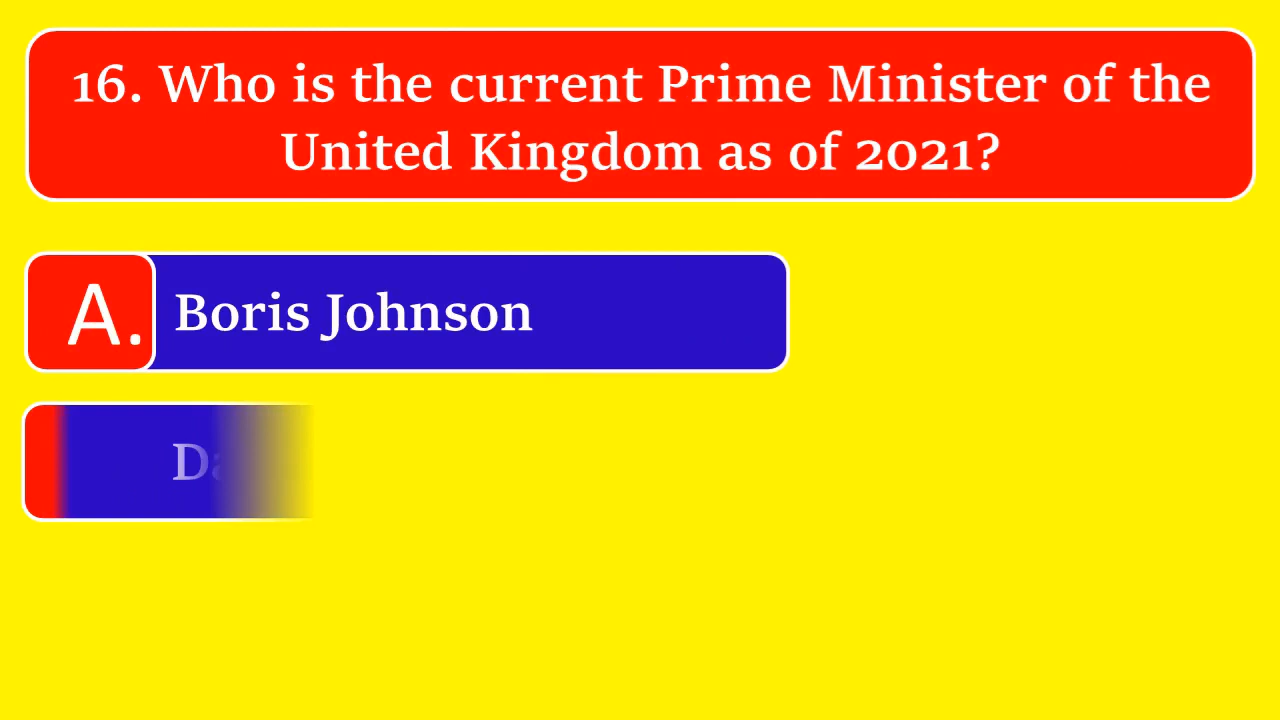 16. Who is the current Prime Minister of the
United Kingdom as of 2021?
A. Boris Johnson